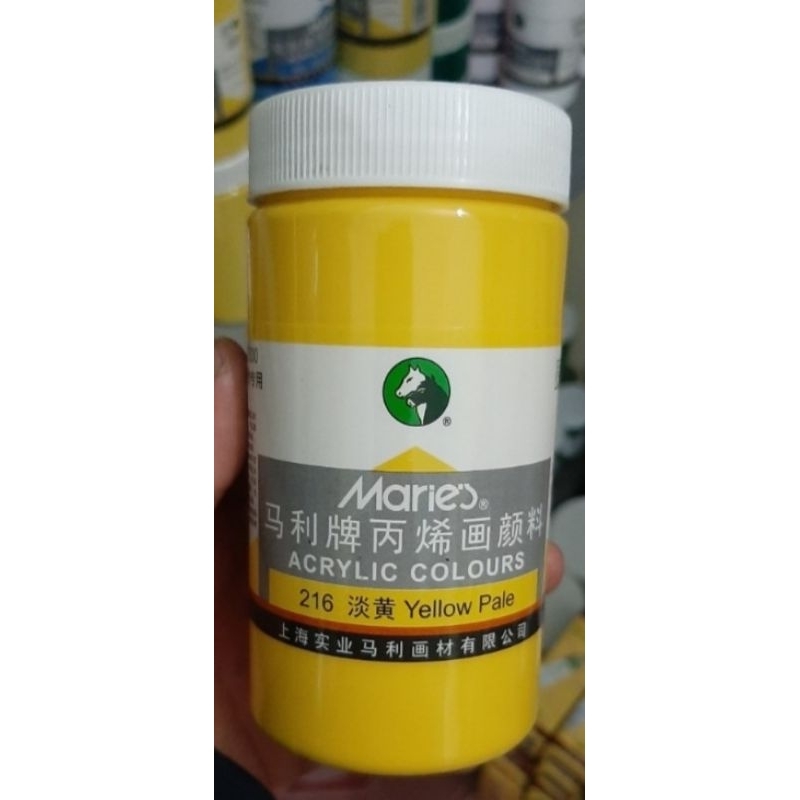 Marie's®
马利牌丙烯画颜料
ACRYLIC COLOURS
216 淡黄 Yellow Pale
上海实业马利画材有限公司